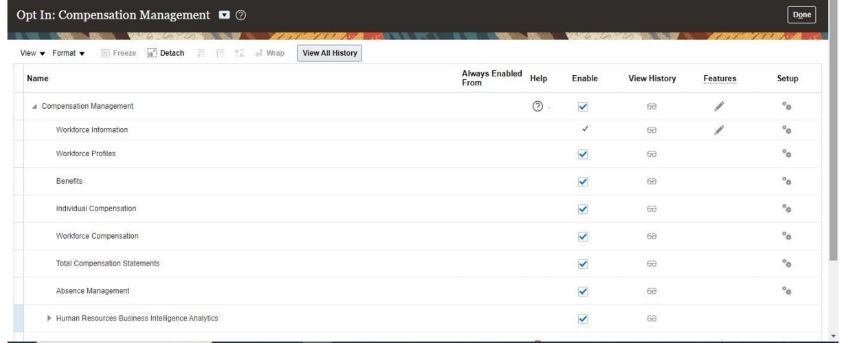 Opt In: Compensation Management
Done
View Format Freeze Detach Wrap View All History
Name Always Enabled From Help Enable View History Features Setup
Compensation Management
Workforce Information
Workforce Profiles
Benefits
Individual Compensation
Workforce Compensation
Total Compensation Statements
Absence Management
Human Resources Business Intelligence Analytics